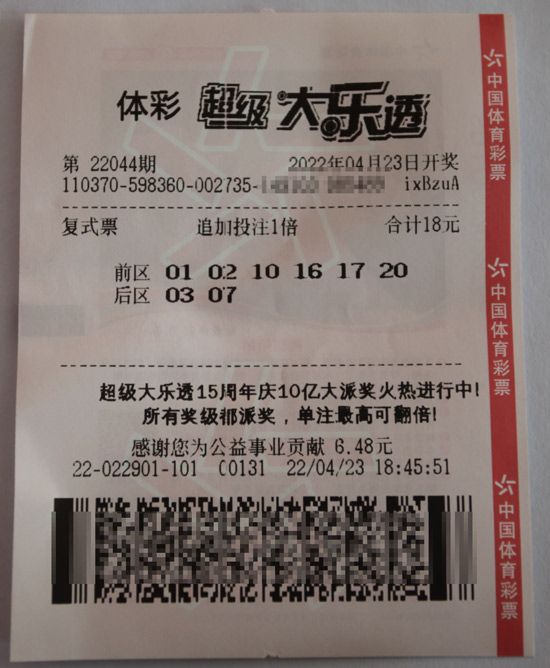 体彩 超级大乐透
第 22044期 2022年04月23日开奖
110370-598360-002735- ixBzuA
复式票 追加投注1倍 合计18元
前区 01 02 10 16 17 20
后区 03 07
超级大乐透15周年庆10亿大派奖火热进行中!
所有奖级都派奖，单注最高可翻倍!
感谢您为公益事业贡献 6.48元
22-022901-101 00131 22/04/23 18:45:51
中国体育彩票
中国体育彩票
中国体育彩票